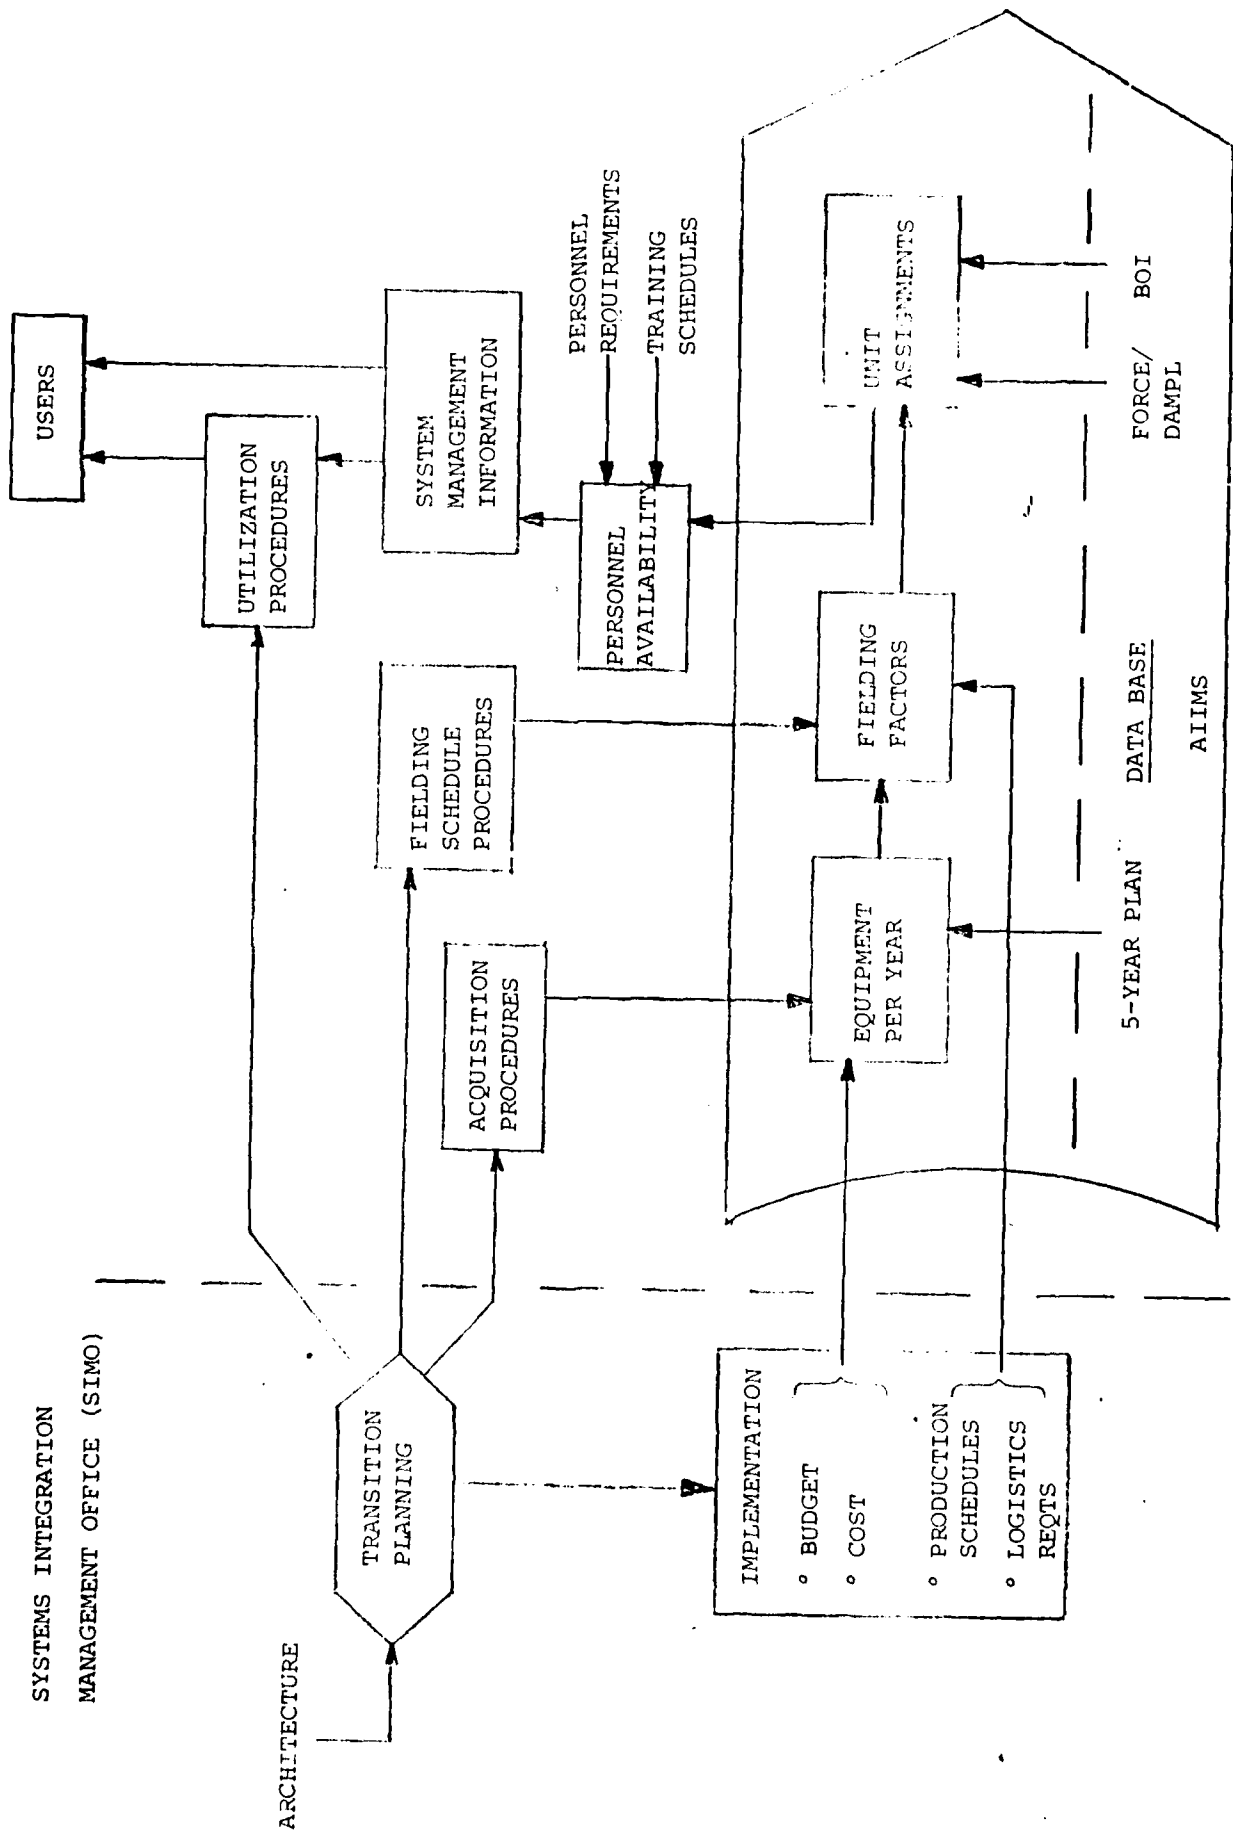 SYSTEMS INTEGRATION
MANAGEMENT OFFICE (SIMO)
ARCHITECTURE
TRANSITION
PLANNING
IMPLEMENTATION
° BUDGET
° COST
° PRODUCTION
SCHEDULES
° LOGISTICS
REQTS
ACQUISITION
PROCEDURES
FIELDING
SCHEDULE
PROCEDURES
UTILIZATION
PROCEDURES
USERS
SYSTEM
MANAGEMENT
INFORMATION
PERSONNEL
REQUIREMENTS
TRAINING
SCHEDULES
PERSONNEL
AVAILABILITY
EQUIPMENT
PER YEAR
FIELDING
FACTORS
UNIT
ASSIGNMENTS
5-YEAR PLAN
DATA BASE
AIIMS
FORCE/
DAMPL
BOI